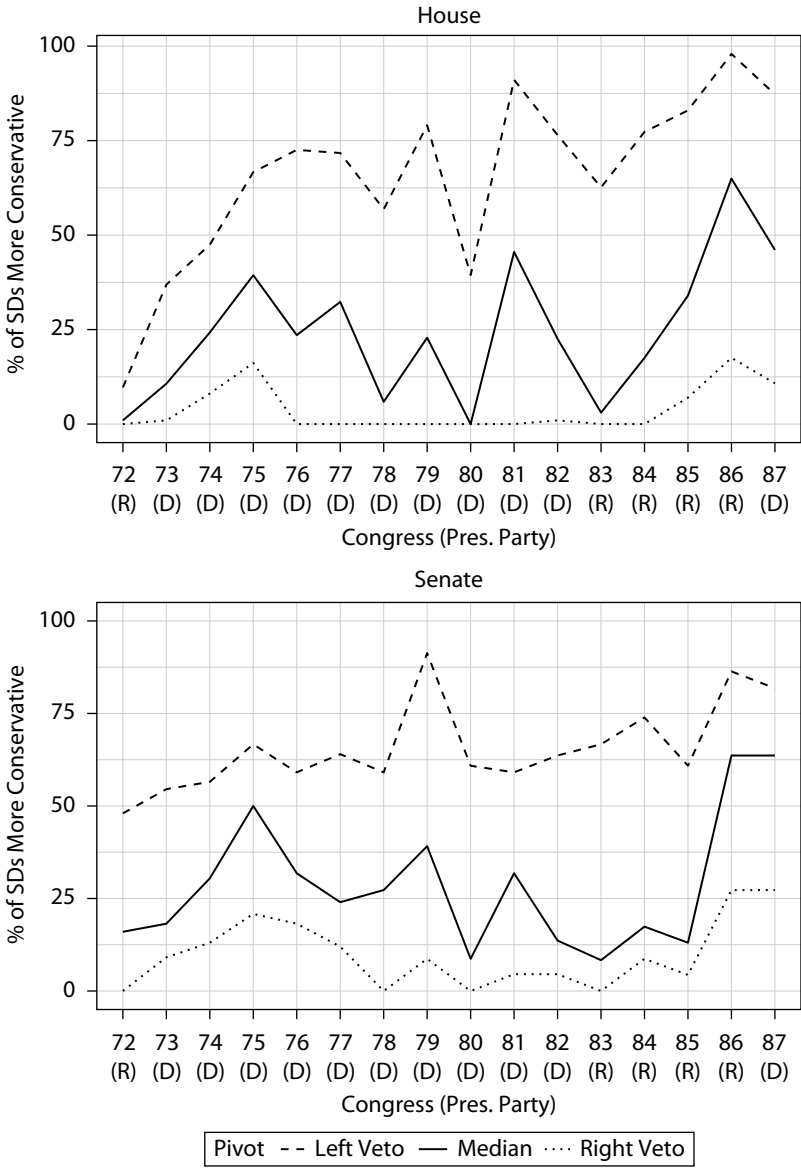 House
% of SDs More Conservative
100
75
50
25
0
72 73 74 75 76 77 78 79 80 81 82 83 84 85 86 87
(R) (D) (D) (D) (D) (D) (D) (D) (D) (D) (D) (R) (R) (R) (R) (D)
Congress (Pres. Party)
Senate
% of SDs More Conservative
100
75
50
25
0
72 73 74 75 76 77 78 79 80 81 82 83 84 85 86 87
(R) (D) (D) (D) (D) (D) (D) (D) (D) (D) (D) (R) (R) (R) (R) (D)
Congress (Pres. Party)
Pivot Left Veto Median Right Veto